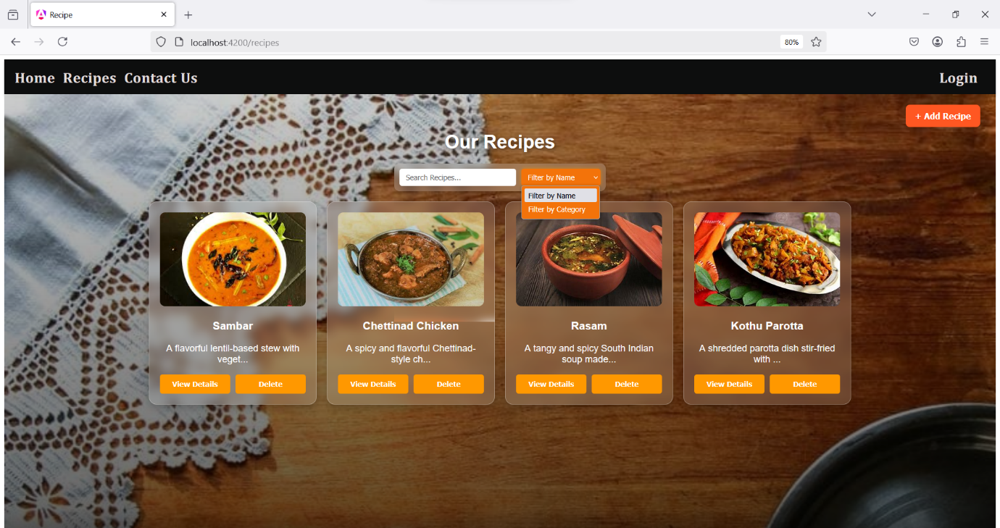 Recipe
localhost:4200/recipes
80%
Home Recipes Contact Us
Login
+ Add Recipe
Our Recipes
Search Recipes...
Filter by Name
Filter by Name
Filter by Category
Sambar
A flavorful lentil-based stew with
veget...
View Details
Delete
Chettinad Chicken
A spicy and flavorful Chettinad-
style ch...
View Details
Delete
Rasam
A tangy and spicy South Indian
soup made...
View Details
Delete
Kothu Parotta
A shredded parotta dish stir-fried
with ...
View Details
Delete